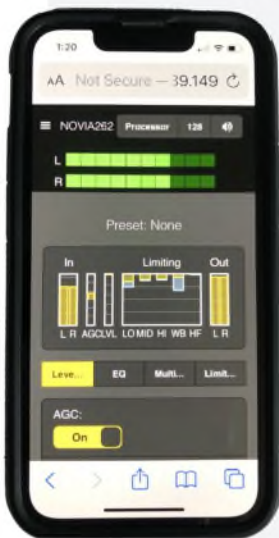 1:20
AA Not Secure — 39.149
NOVIA262 Processor 128
L
R
Preset: None
In Limiting Out
L R AGC LVL LO MID HI WB HF L R
Leve... EQ Multi... Limit...
AGC:
On